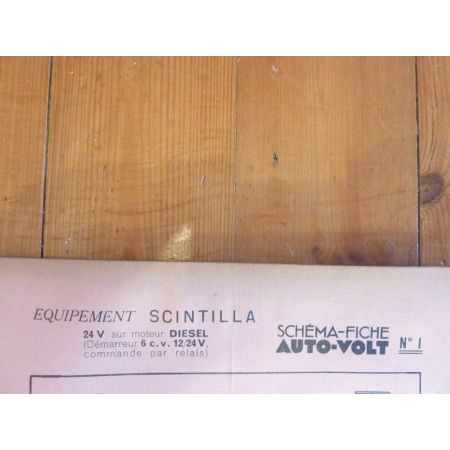 EQUIPEMENT SCINTILLA
24 V sur moteur DIESEL
(Démarreur 6 c.v. 12/24 V,
commande par relais)
SCHÉMA-FICHE
AUTO-VOLT N° 1